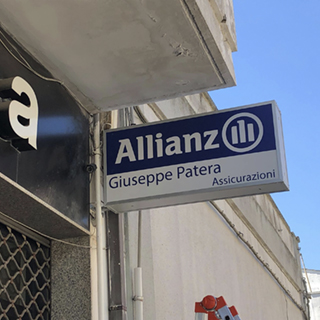 a
Allianz
Giuseppe Patera
Assicurazioni